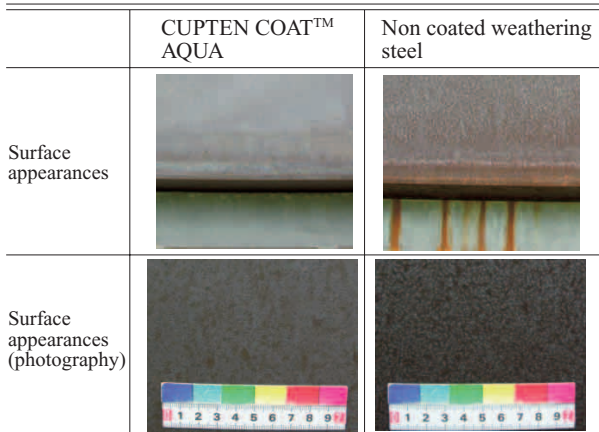 CUPTEN COAT™
AQUA
Non coated weathering
steel
Surface
appearances
Surface
appearances
(photography)
1 2 3 4 5 6 7 8 9
1 2 3 4 5 6 7 8 9